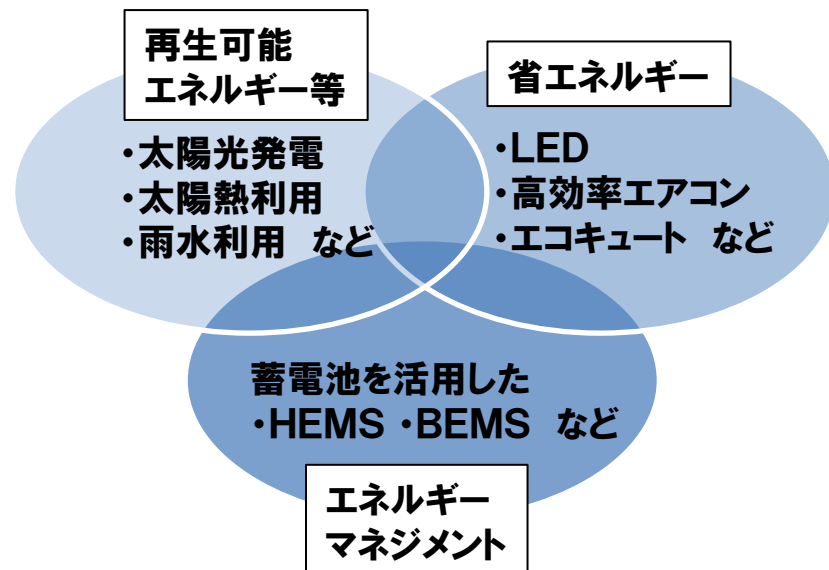 再生可能
エネルギー等
・太陽光発電
・太陽熱利用
・雨水利用 など
省エネルギー
・LED
・高効率エアコン
・エコキュート など
蓄電池を活用した
・HEMS ・BEMS など
エネルギー
マネジメント